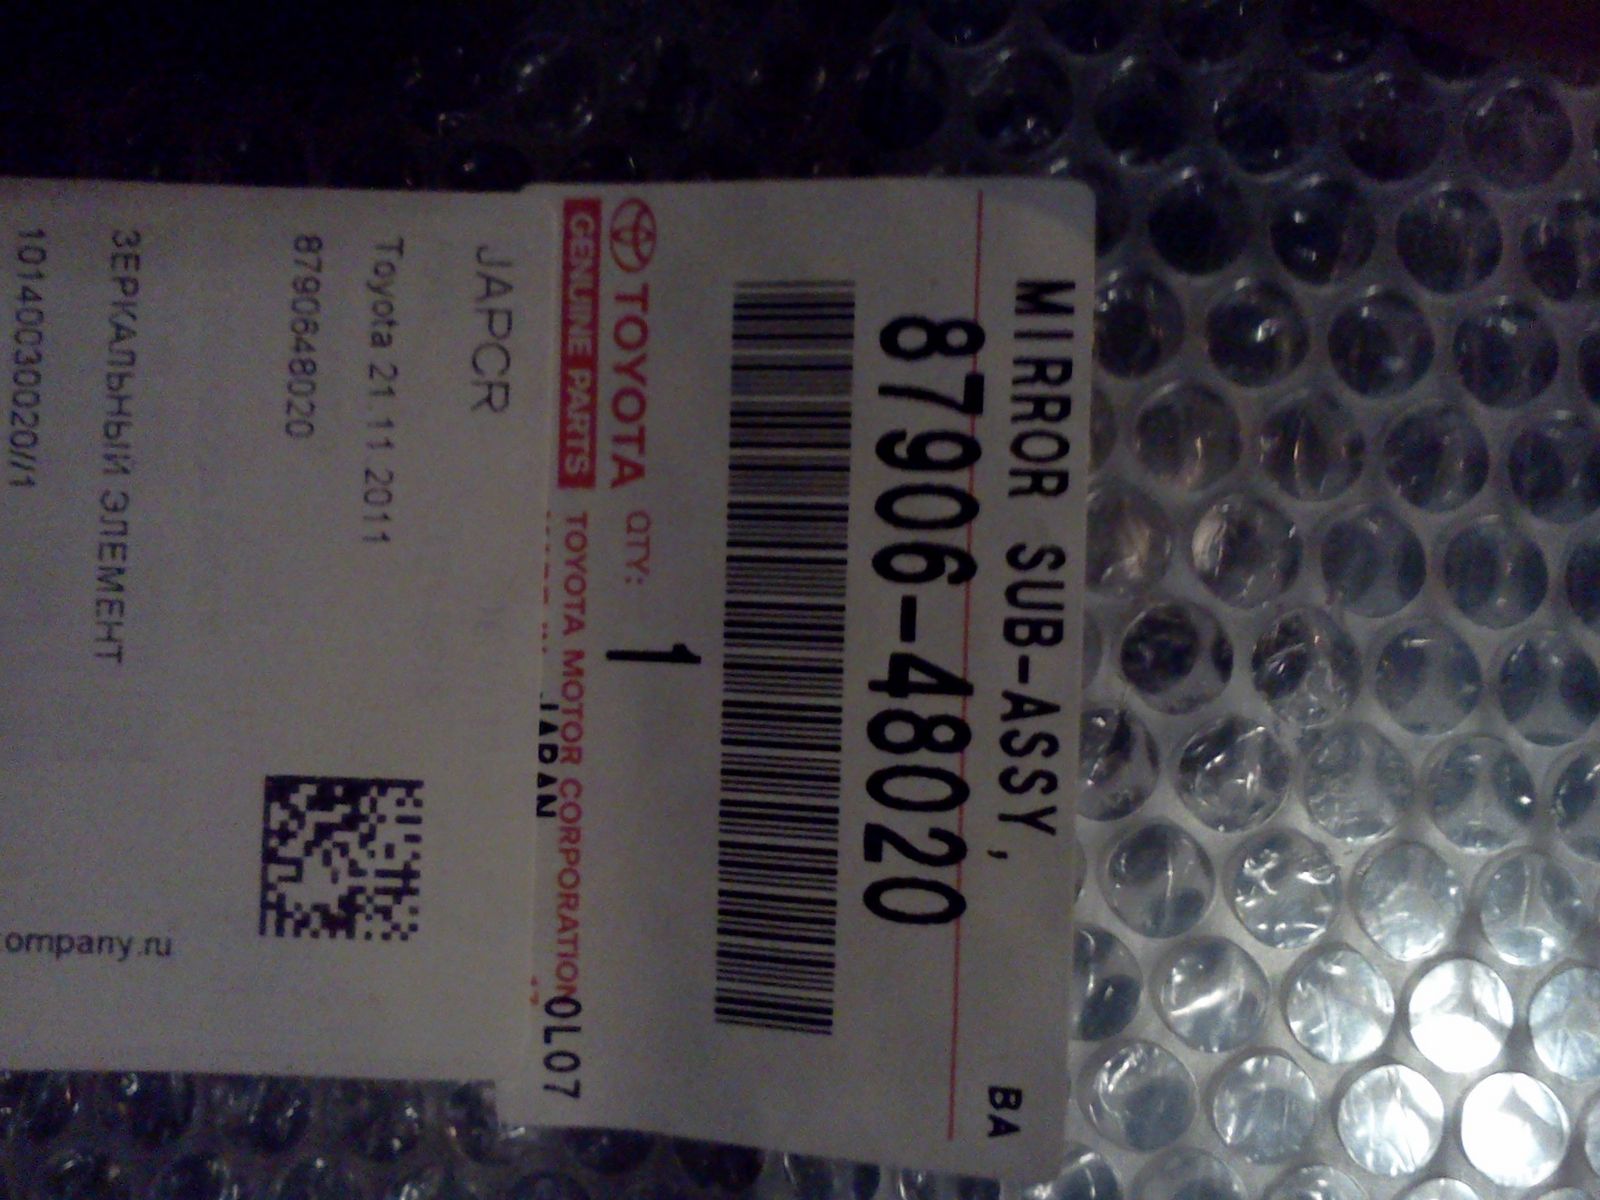 MIRROR SUB-ASSY, BA
87906-48020
TOYOTA QTY: 1
GENUINE PARTS TOYOTA MOTOR CORPORATION 0L07
JAPAN
JAPCR
Toyota 21.11 2011
8790648020
ЗЕРКАЛЬНЫЙ ЭЛЕМЕНТ
ompany.ru
10140030020//1